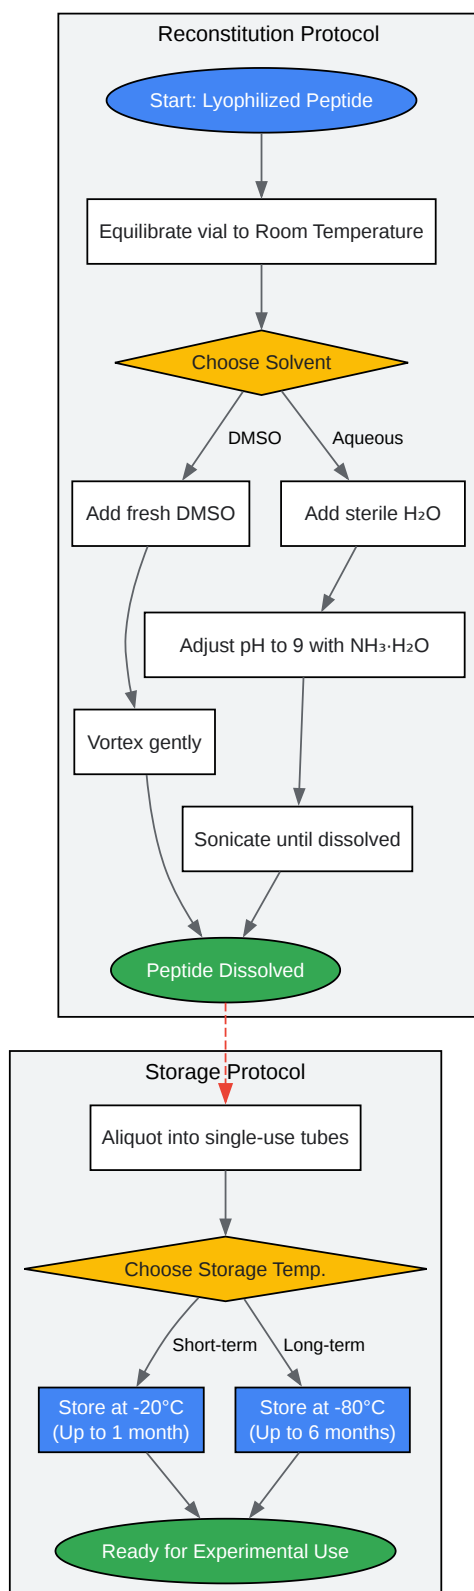 Reconstitution Protocol
Start: Lyophilized Peptide
Equilibrate vial to Room Temperature
Choose Solvent
DMSO
Aqueous
Add fresh DMSO
Add sterile H₂O
Adjust pH to 9 with NH₃·H₂O
Vortex gently
Sonicate until dissolved
Peptide Dissolved
Storage Protocol
Aliquot into single-use tubes
Choose Storage Temp.
Short-term
Long-term
Store at -20°C
(Up to 1 month)
Store at -80°C
(Up to 6 months)
Ready for Experimental Use